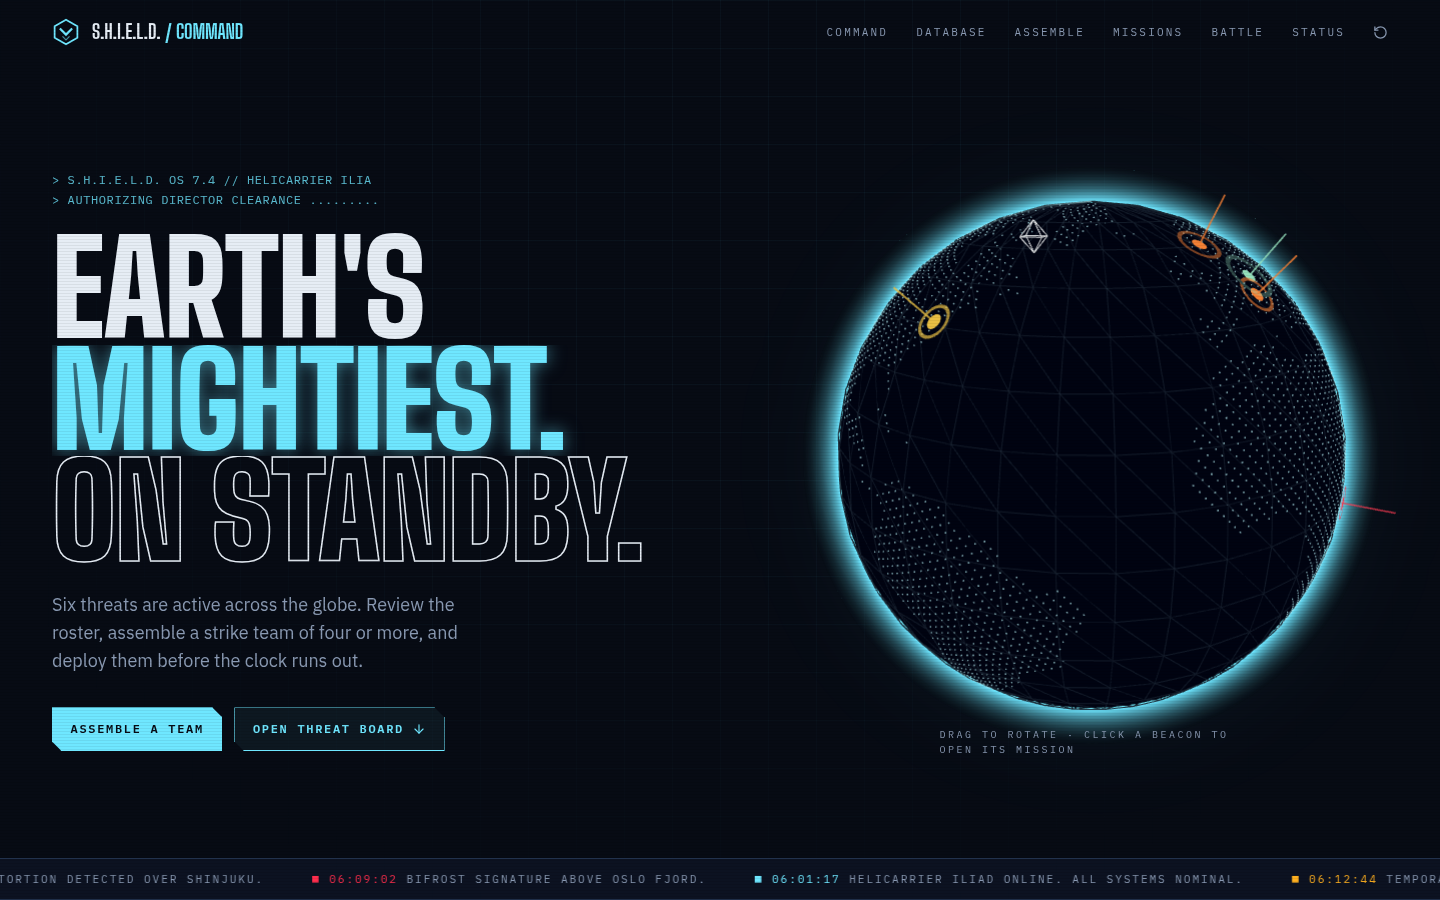 S.H.I.E.L.D. / COMMAND
COMMAND DATABASE ASSEMBLE MISSIONS BATTLE STATUS
> S.H.I.E.L.D. OS 7.4 // HELICARRIER ILIA
> AUTHORIZING DIRECTOR CLEARANCE .........
EARTH'S
MIGHTIEST.
ON STANDBY.
Six threats are active across the globe. Review the
roster, assemble a strike team of four or more, and
deploy them before the clock runs out.
ASSEMBLE A TEAM
OPEN THREAT BOARD ↓
DRAG TO ROTATE · CLICK A BEACON TO
OPEN ITS MISSION
TORTION DETECTED OVER SHINJUKU. ■ 06:09:02 BIFROST SIGNATURE ABOVE OSLO FJORD. ■ 06:01:17 HELICARRIER ILIAD ONLINE. ALL SYSTEMS NOMINAL. ■ 06:12:44 TEMPOR